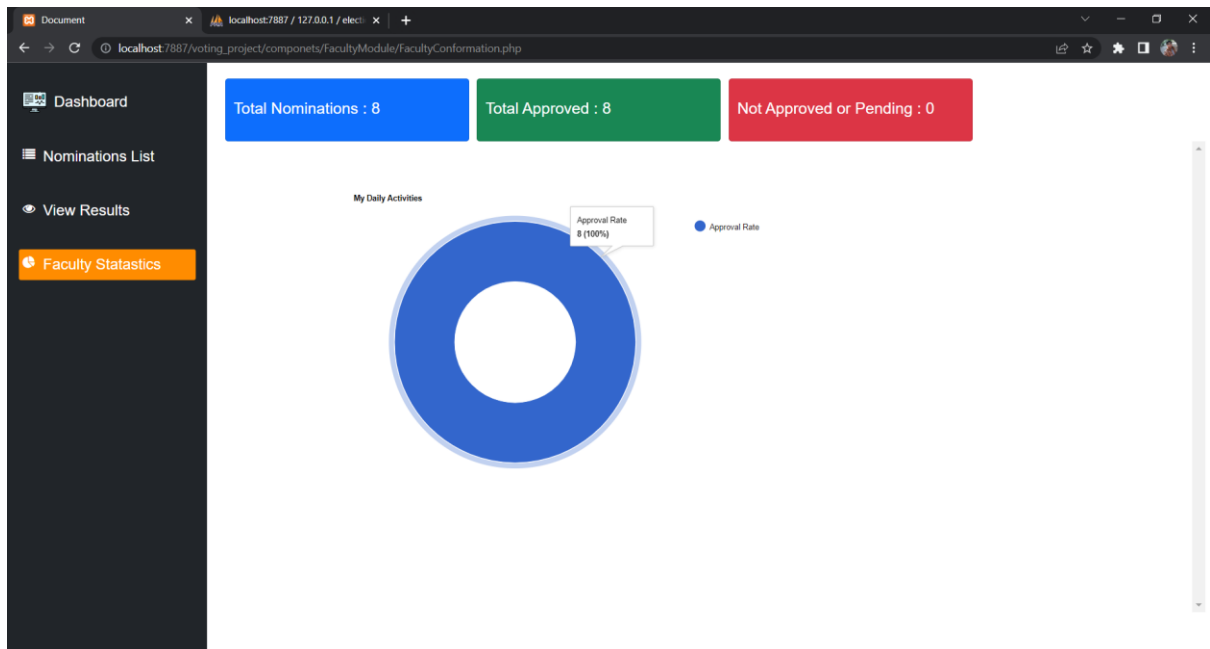 Document
localhost:7887 / 127.0.0.1 / electi
localhost:7887/voting_project/componets/FacultyModule/FacultyConformation.php
Dashboard
Nominations List
View Results
Faculty Statastics
Total Nominations : 8
Total Approved : 8
Not Approved or Pending : 0
My Daily Activities
Approval Rate
8 (100%)
Approval Rate